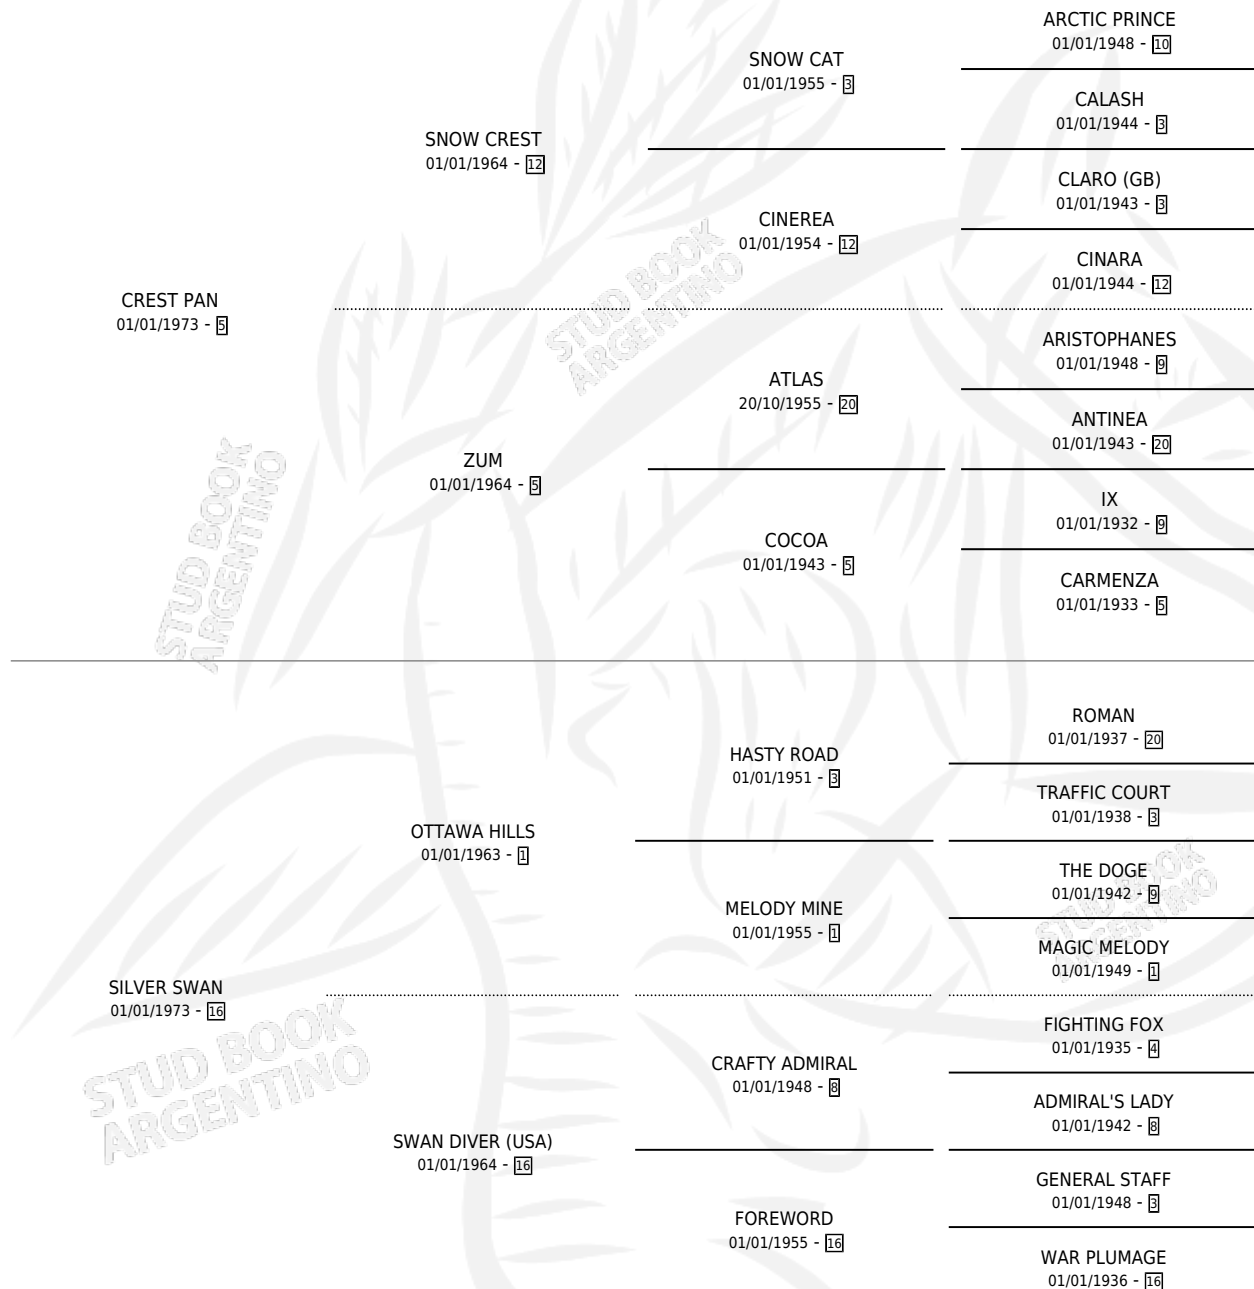 ARCTIC PRINCE
01/01/1948 - 10
SNOW CAT
01/01/1955 - 3
CALASH
01/01/1944 - 3
SNOW CREST
01/01/1964 - 12
CLARO (GB)
01/01/1943 - 3
CINEREA
01/01/1954 - 12
CINARA
01/01/1944 - 12
CREST PAN
01/01/1973 - 5
STUD BOOK
ARGENTINO
ARISTOPHANES
01/01/1948 - 9
ATLAS
20/10/1955 - 20
ANTINEA
01/01/1943 - 20
ZUM
01/01/1964 - 5
IX
01/01/1932 - 9
COCOA
01/01/1943 - 5
CARMENZA
01/01/1933 - 5
STUD BOOK
ARGENTINO
ROMAN
01/01/1937 - 20
HASTY ROAD
01/01/1951 - 3
TRAFFIC COURT
01/01/1938 - 3
OTTAWA HILLS
01/01/1963 - 1
THE DOGE
01/01/1942 - 9
MELODY MINE
01/01/1955 - 1
STUD BOOK
ARGENTINO
MAGIC MELODY
01/01/1949 - 1
SILVER SWAN
01/01/1973 - 16
STUD BOOK
ARGENTINO
FIGHTING FOX
01/01/1935 - 4
CRAFTY ADMIRAL
01/01/1948 - 8
ADMIRAL'S LADY
01/01/1942 - 8
SWAN DIVER (USA)
01/01/1964 - 16
GENERAL STAFF
01/01/1948 - 3
FOREWORD
01/01/1955 - 16
WAR PLUMAGE
01/01/1936 - 16